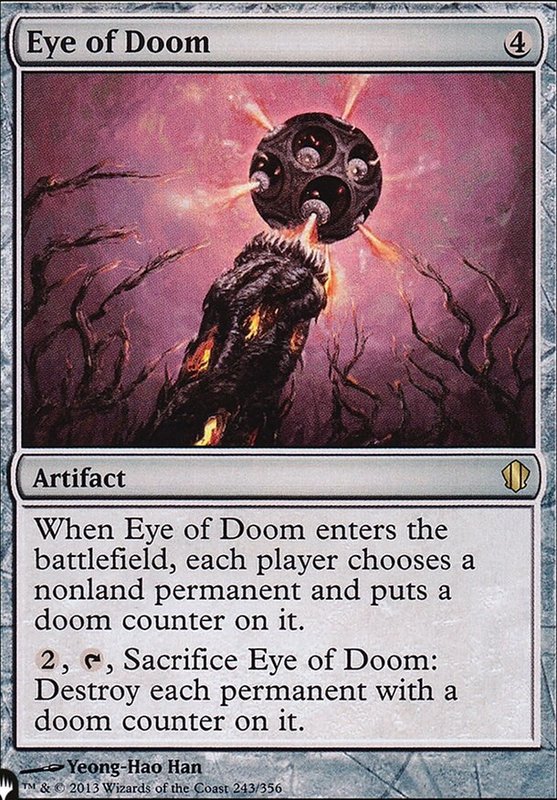 Eye of Doom 4
Artifact
When Eye of Doom enters the
battlefield, each player chooses a
nonland permanent and puts a
doom counter on it.
2, , Sacrifice Eye of Doom:
Destroy each permanent with a
doom counter on it.
Yeong-Hao Han
™ & © 2013 Wizards of the Coast 243/356